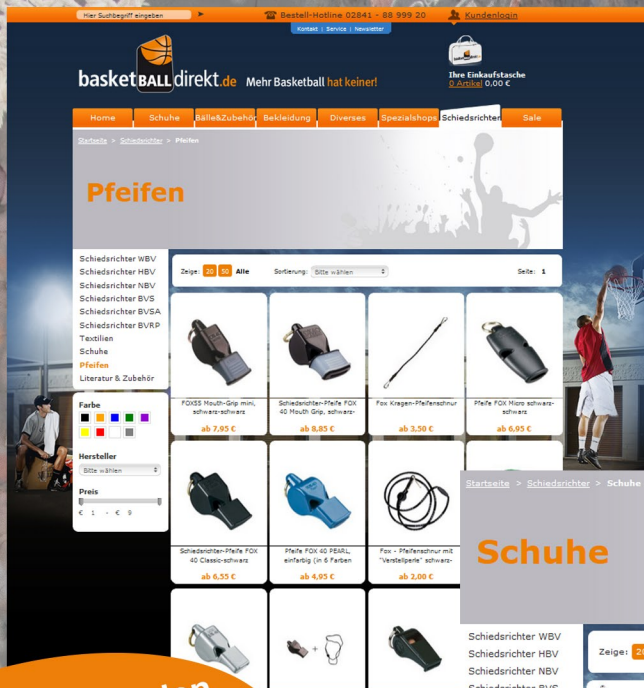 Hier Suchbegriff eingeben
Bestell-Hotline 02841 - 88 999 20
Kundenlogin
Kontakt | Service | Newsletter
basketBALLdirekt.de Mehr Basketball hat keiner!
Ihre Einkaufstasche
0 Artikel 0,00 €
Home Schuhe Bälle&Zubehör Bekleidung Diverses Spezialshops Schiedsrichter Sale
Startseite > Schiedsrichter > Pfeifen
Pfeifen
Schiedsrichter WBV
Schiedsrichter HBV
Schiedsrichter NBV
Schiedsrichter BVS
Schiedsrichter BVSA
Schiedsrichter BVRP
Textilien
Schuhe
Pfeifen
Literatur & Zubehör
Zeige: 20 50 Alle Sortierung: Bitte wählen Seite: 1
Farbe
Hersteller
Bitte wählen
Preis
€ 1 - € 9
FOX55 Mouth-Grip mini,
schwarz-schwarz
ab 7,95 €
Schiedsrichter-Pfeife FOX
40 Mouth Grip, schwarz-
ab 8,85 €
Fox Kragen-Pfeifenschnur
ab 3,50 €
Pfeife FOX Micro schwarz-
schwarz
ab 6,95 €
Schiedsrichter-Pfeife FOX
40 Classic-schwarz
ab 6,55 €
Pfeife FOX 40 PEARL,
einfarbig (in 6 Farben
ab 4,95 €
Fox - Pfeifenschnur mit
"Verstellperle" schwarz-
ab 2,00 €
Startseite > Schiedsrichter > Schuhe
Schuhe
Schiedsrichter WBV
Schiedsrichter HBV
Schiedsrichter NBV
Schiedsrichter BVS
Zeige: 20